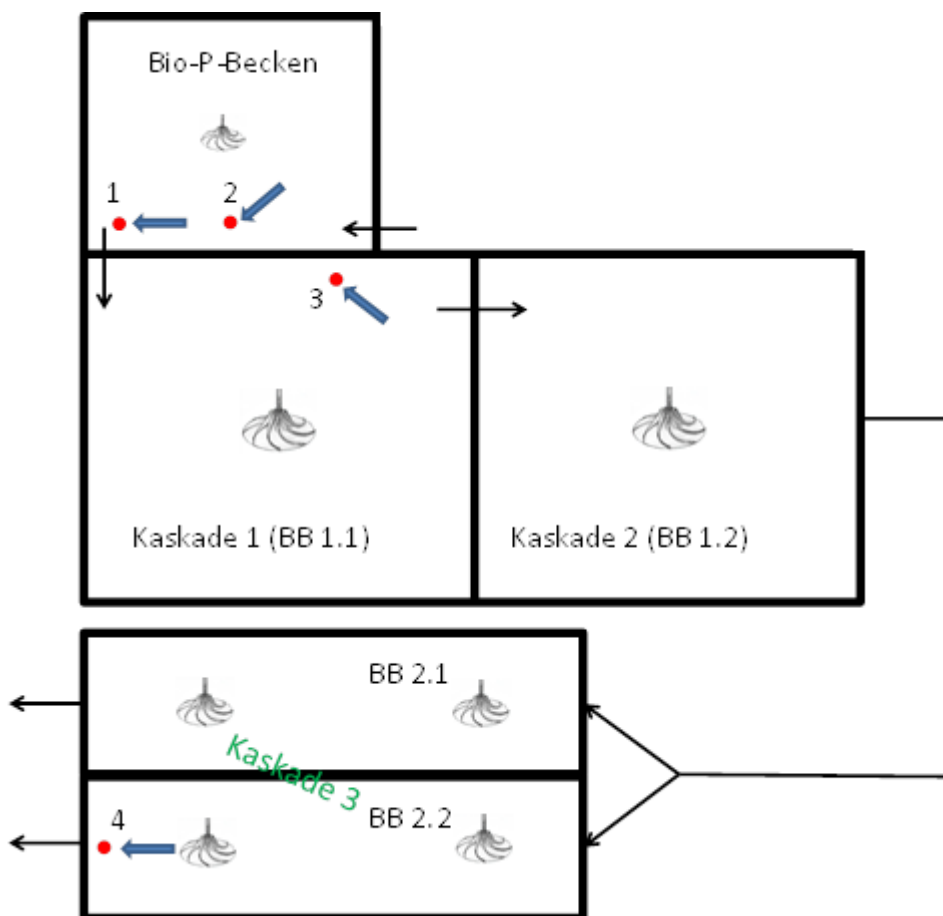 Bio-P-Becken
1
2
3
Kaskade 1 (BB 1.1)
Kaskade 2 (BB 1.2)
BB 2.1
Kaskade 3
4
BB 2.2